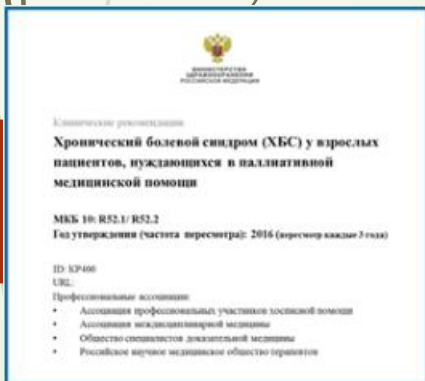 МИНИСТЕРСТВО
ЗДРАВООХРАНЕНИЯ
РОССИЙСКОЙ ФЕДЕРАЦИИ
Клинические рекомендации
Хронический болевой синдром (ХБС) у взрослых
пациентов, нуждающихся в паллиативной
медицинской помощи
МКБ 10: R52.1/ R52.2
Год утверждения (частота пересмотра): 2016 (пересмотр каждые 3 года)
ID: КР460
URL:
Профессиональные ассоциации:
• Ассоциация профессиональных участников хосписной помощи
• Ассоциация междисциплинарной медицины
• Общество специалистов доказательной медицины
• Российское научное медицинское общество терапевтов